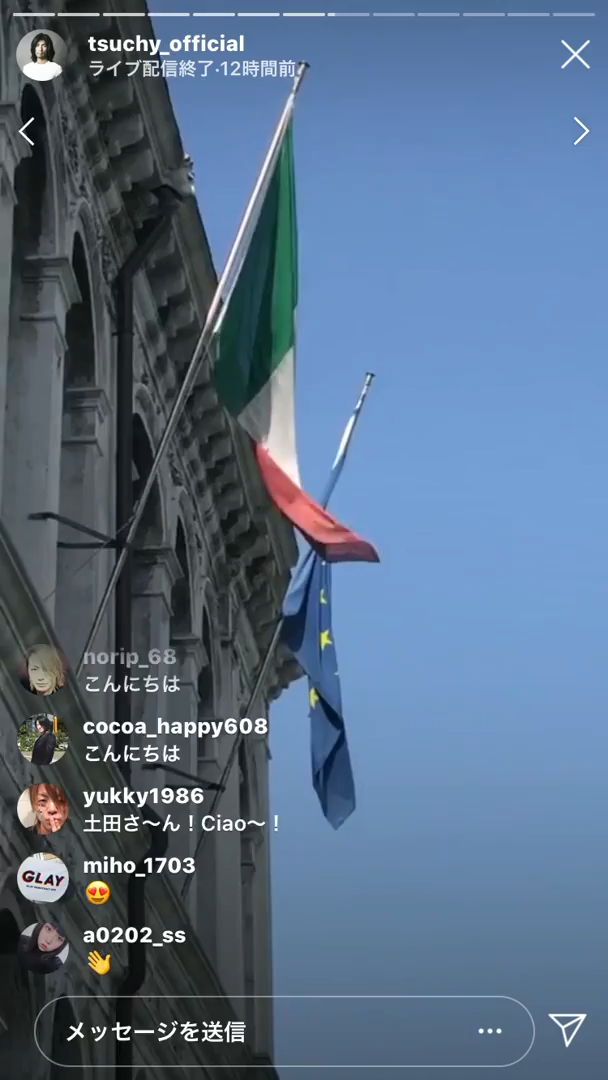 tsuchy_official
ライブ配信終了·12時間前
norip_68
こんにちは
cocoa_happy608
こんにちは
yukky1986
土田さ〜ん！Ciao〜！
miho_1703
😍
GLAY
a0202_ss
👋
メッセージを送信